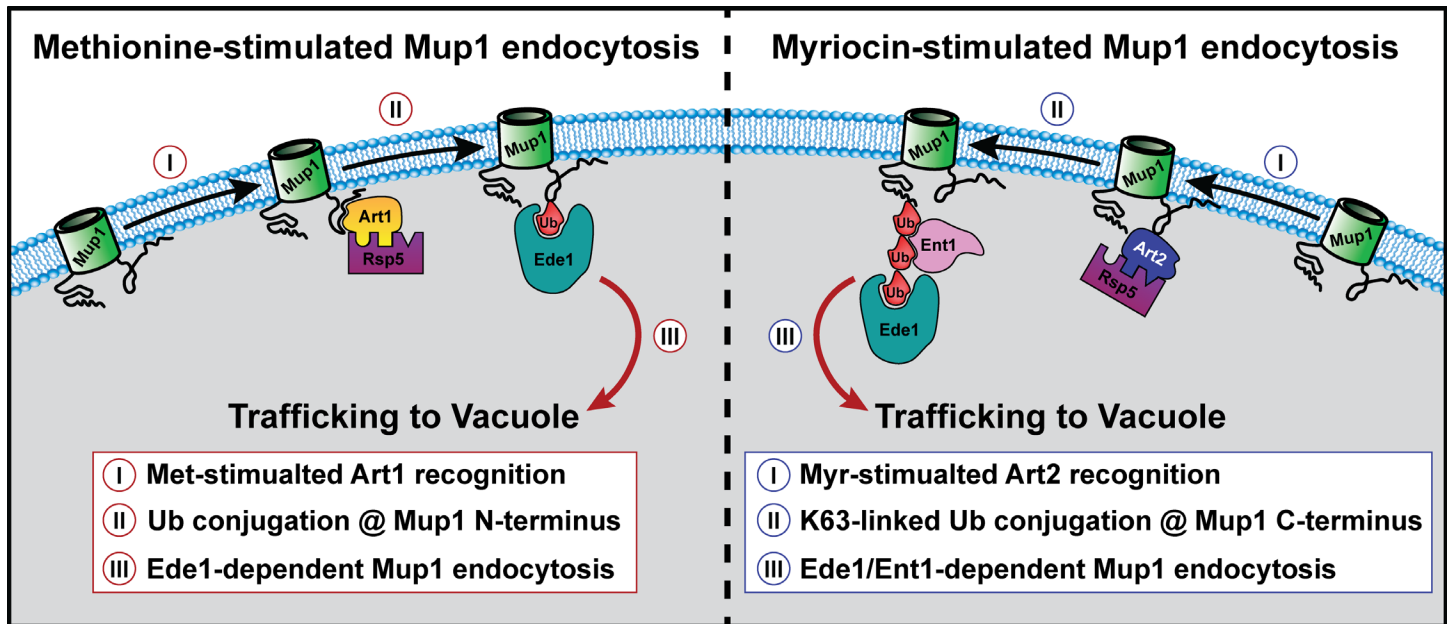 Methionine-stimulated Mup1 endocytosis
II
I
Mup1
Mup1
Mup1
Art1
Rsp5
Ub
Ede1
III
Trafficking to Vacuole
I Met-stimualted Art1 recognition
II Ub conjugation @ Mup1 N-terminus
III Ede1-dependent Mup1 endocytosis
Myriocin-stimulated Mup1 endocytosis
II
I
Mup1
Mup1
Mup1
Ub
Ent1
Ub
Ub
Ede1
Art2
Rsp5
III
Trafficking to Vacuole
I Myr-stimualted Art2 recognition
II K63-linked Ub conjugation @ Mup1 C-terminus
III Ede1/Ent1-dependent Mup1 endocytosis